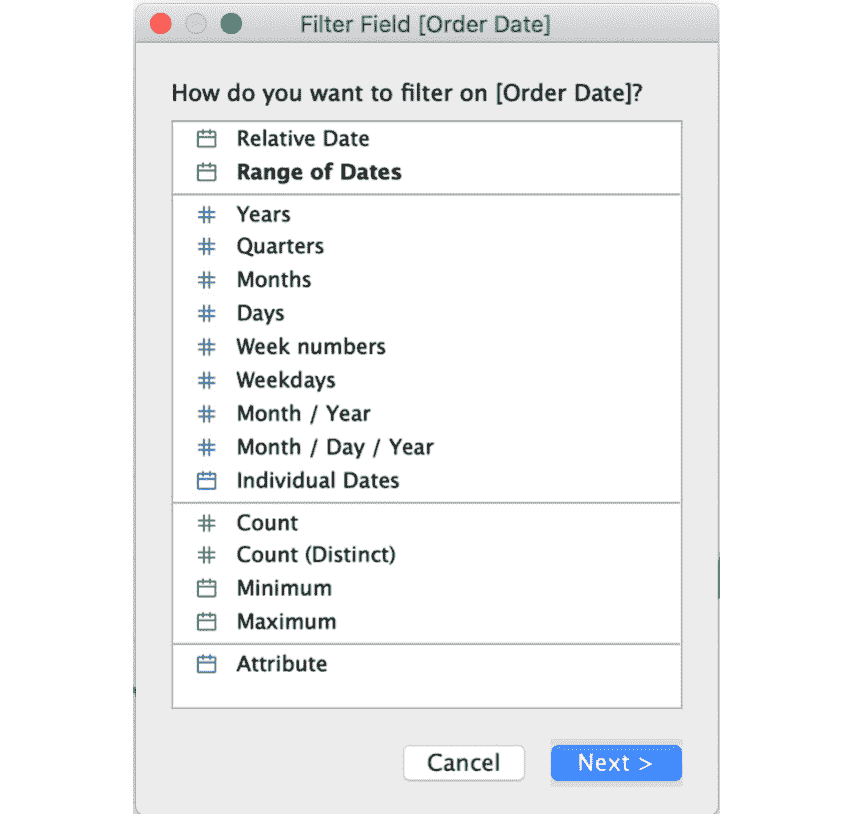 Filter Field [Order Date]
How do you want to filter on [Order Date]?
Relative Date
Range of Dates
Years
Quarters
Months
Days
Week numbers
Weekdays
Month / Year
Month / Day / Year
Individual Dates
Count
Count (Distinct)
Minimum
Maximum
Attribute
Cancel
Next >